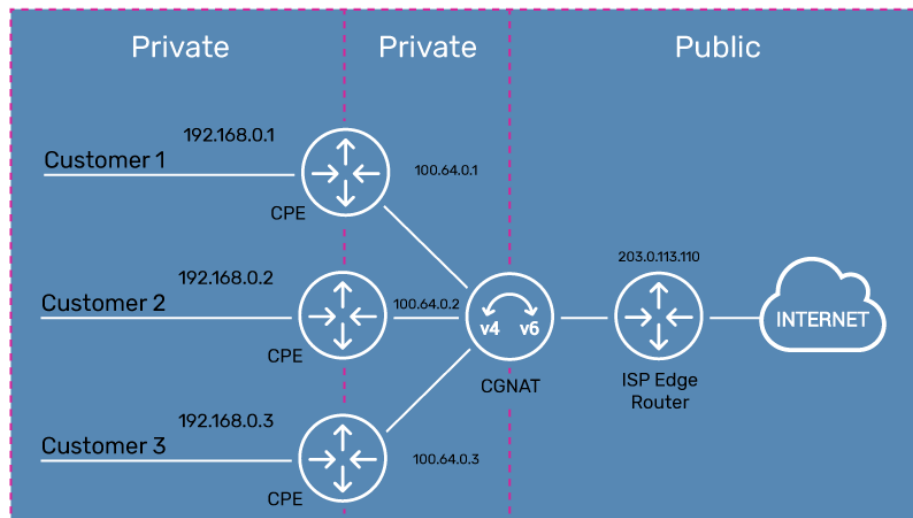 Private
Private
Public
192.168.0.1
Customer 1
CPE
100.64.0.1
192.168.0.2
Customer 2
CPE
100.64.0.2
v4 v6
CGNAT
203.0.113.110
ISP Edge
Router
INTERNET
192.168.0.3
Customer 3
CPE
100.64.0.3